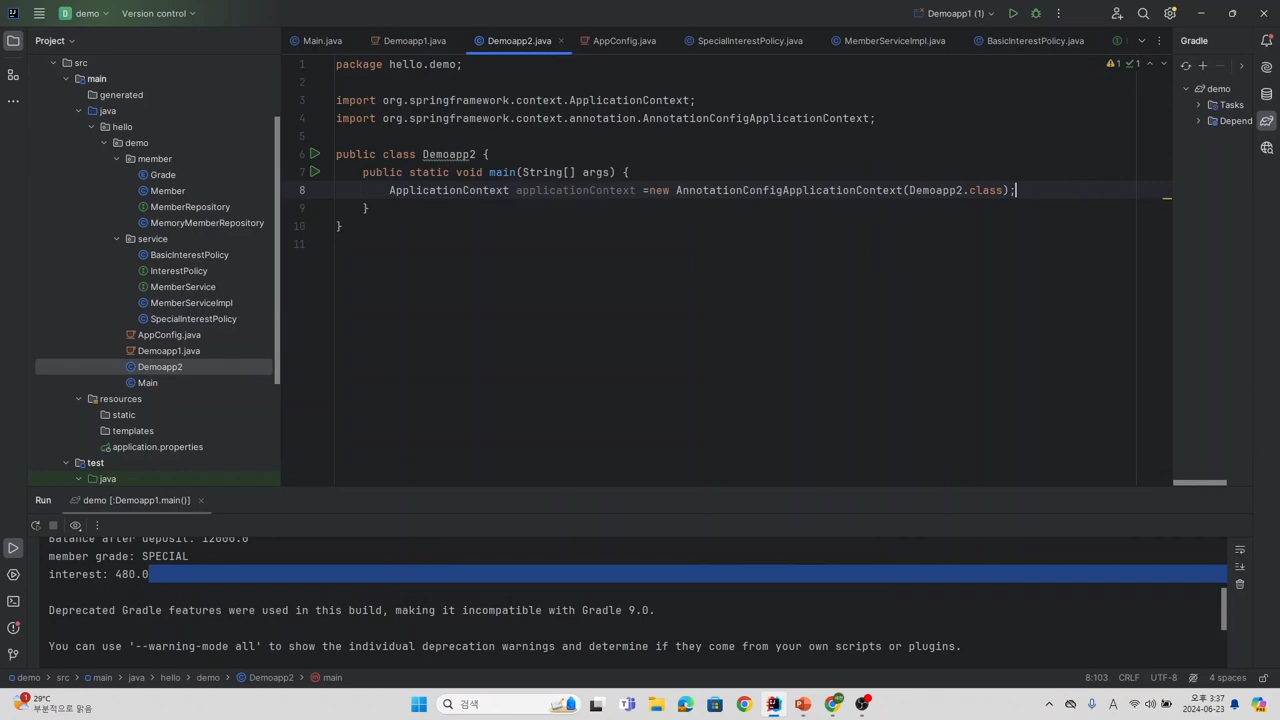 demo
Version control
Demoapp1 (1)
Project
Main.java
Demoapp1.java
Demoapp2.java
AppConfig.java
SpecialInterestPolicy.java
MemberServiceImpl.java
BasicInterestPolicy.java
Gradle
src
main
generated
java
hello
demo
member
Grade
Member
MemberRepository
MemoryMemberRepository
service
BasicInterestPolicy
InterestPolicy
MemberService
MemberServiceImpl
SpecialInterestPolicy
AppConfig.java
Demoapp1.java
Demoapp2
Main
resources
static
templates
application.properties
test
java
1 package hello.demo;
2
3 import org.springframework.context.ApplicationContext;
4 import org.springframework.context.annotation.AnnotationConfigApplicationContext;
5
6 public class Demoapp2 {
7 public static void main(String[] args) {
8 ApplicationContext applicationContext =new AnnotationConfigApplicationContext(Demoapp2.class);
9 }
10 }
11
1 1
demo
Tasks
Depend
Run demo [:Demoapp1.main()]
Balance after deposit: 12000.0
member grade: SPECIAL
interest: 480.0
Deprecated Gradle features were used in this build, making it incompatible with Gradle 9.0.
You can use '--warning-mode all' to show the individual deprecation warnings and determine if they come from your own scripts or plugins.
demo > src > main > java > hello > demo > Demoapp2 > main
8:103 CRLF UTF-8 4 spaces
29°C
부분적으로 맑음
검색
오후 3:37
2024-06-23